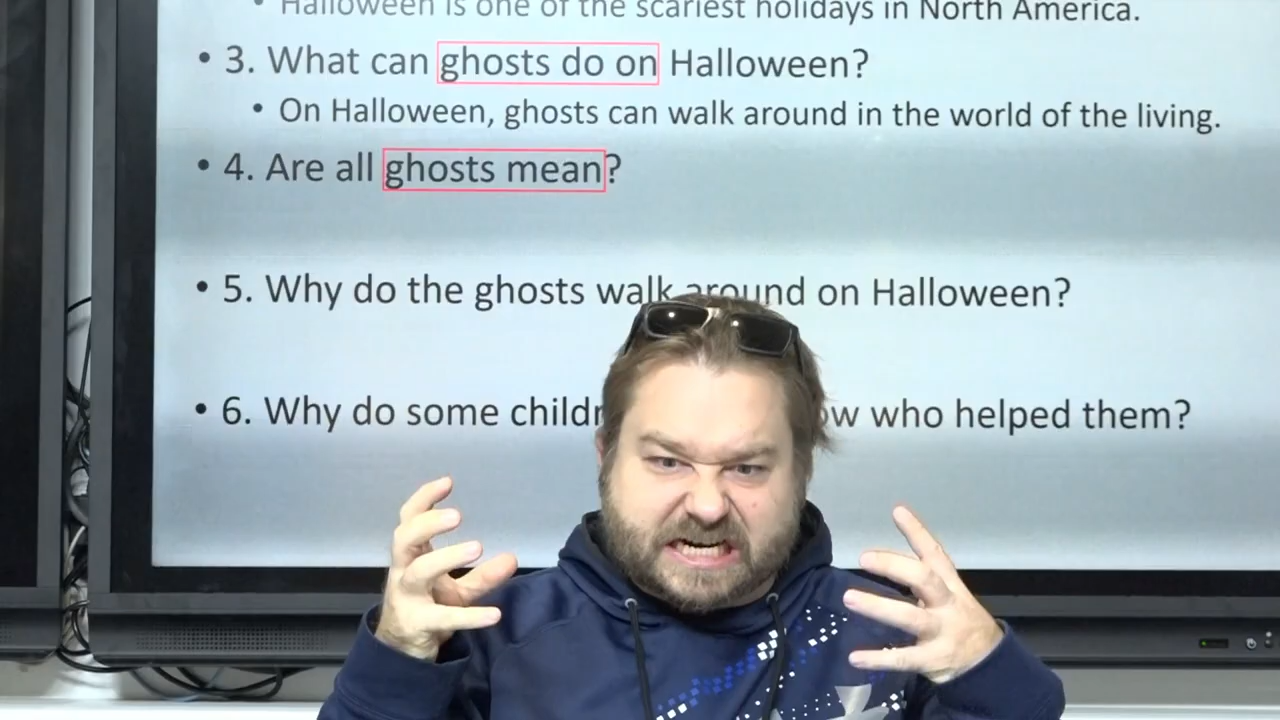 • Halloween is one of the scariest holidays in North America.
• 3. What can ghosts do on Halloween?
• On Halloween, ghosts can walk around in the world of the living.
• 4. Are all ghosts mean?
• 5. Why do the ghosts walk around on Halloween?
• 6. Why do some who helped them?